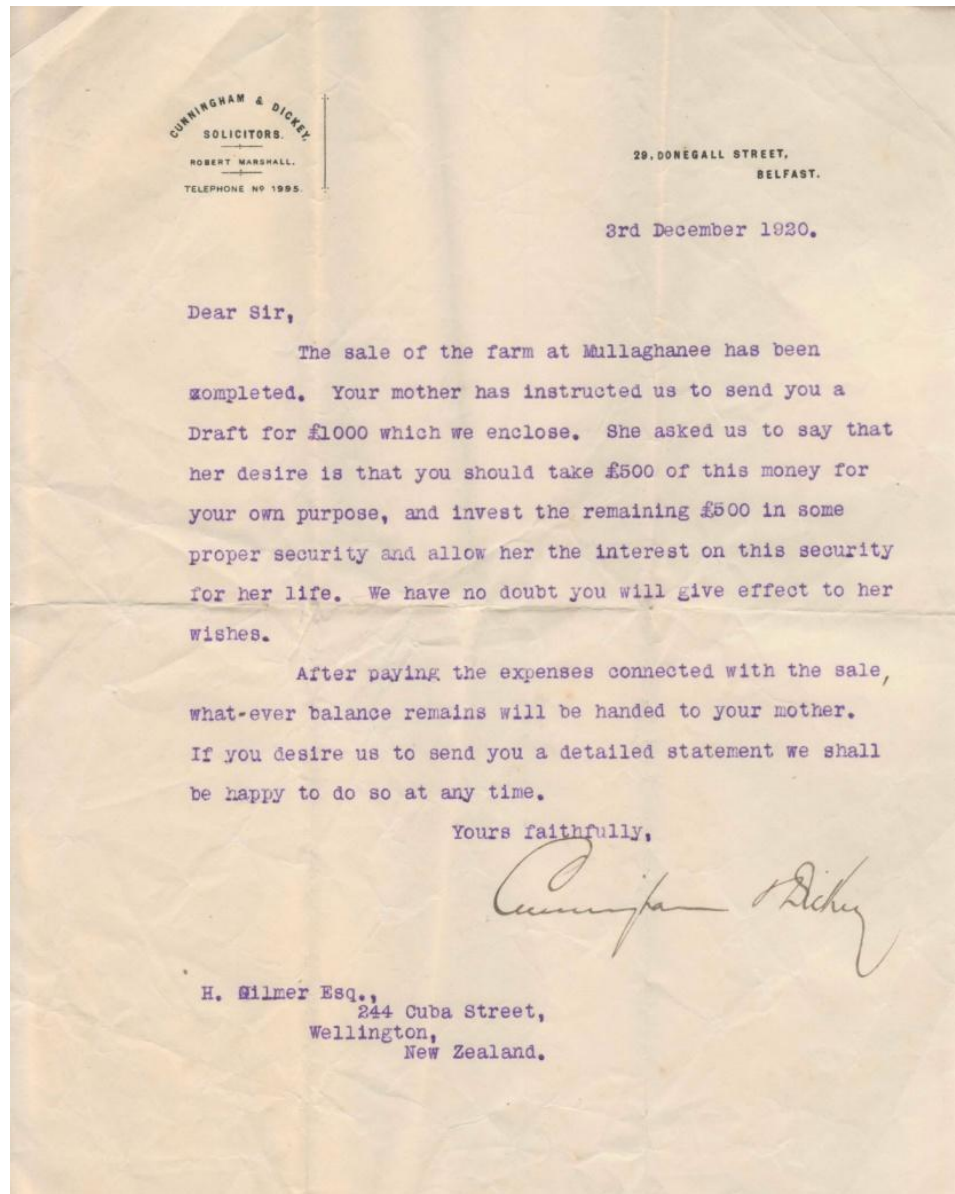 CUNNINGHAM & DICKEY,
SOLICITORS.
ROBERT MARSHALL.
TELEPHONE Nº 1995.
29, DONEGALL STREET,
BELFAST.
3rd December 1920.
Dear Sir,
The sale of the farm at Mullaghanee has been
completed. Your mother has instructed us to send you a
Draft for £1000 which we enclose. She asked us to say that
her desire is that you should take £500 of this money for
your own purpose, and invest the remaining £500 in some
proper security and allow her the interest on this security
for her life. We have no doubt you will give effect to her
wishes.
After paying the expenses connected with the sale,
what-ever balance remains will be handed to your mother.
If you desire us to send you a detailed statement we shall
be happy to do so at any time.
Yours faithfully,
Cunningham & Dickey
H. Gilmer Esq.,
244 Cuba Street,
Wellington,
New Zealand.